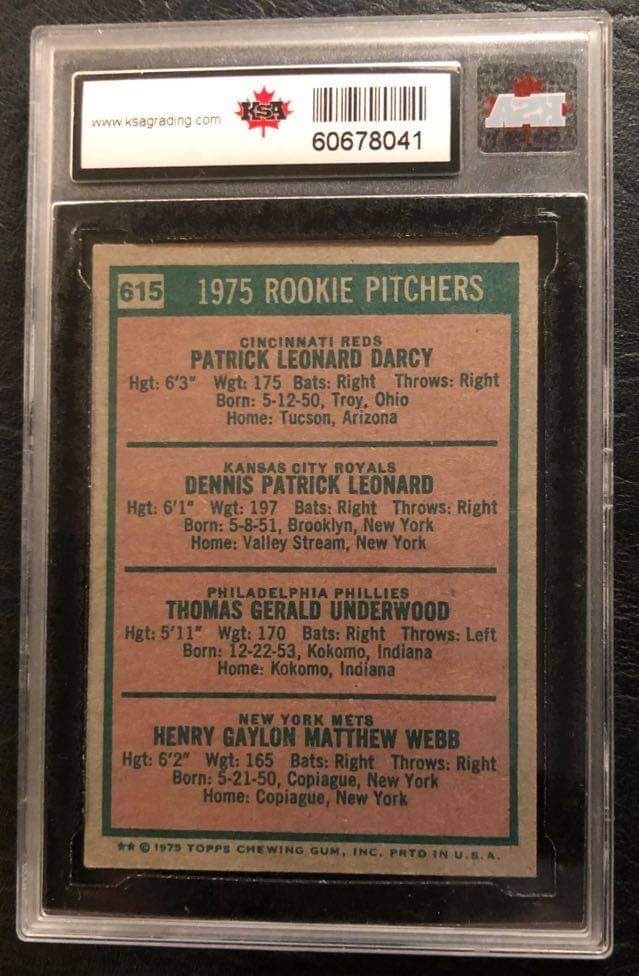 www.ksagrading.com
KSA
60678041
KSA
615 1975 ROOKIE PITCHERS
CINCINNATI REDS
PATRICK LEONARD DARCY
Hgt: 6'3" Wgt: 175 Bats: Right Throws: Right
Born: 5-12-50, Troy, Ohio
Home: Tucson, Arizona
KANSAS CITY ROYALS
DENNIS PATRICK LEONARD
Hgt: 6'1" Wgt: 197 Bats: Right Throws: Right
Born: 5-8-51, Brooklyn, New York
Home: Valley Stream, New York
PHILADELPHIA PHILLIES
THOMAS GERALD UNDERWOOD
Hgt: 5'11" Wgt: 170 Bats: Right Throws: Left
Born: 12-22-53, Kokomo, Indiana
Home: Kokomo, Indiana
NEW YORK METS
HENRY GAYLON MATTHEW WEBB
Hgt: 6'2" Wgt: 165 Bats: Right Throws: Right
Born: 5-21-50, Copiague, New York
Home: Copiague, New York
★★ © 1975 TOPPS CHEWING GUM, INC. PRTD IN U.S.A.